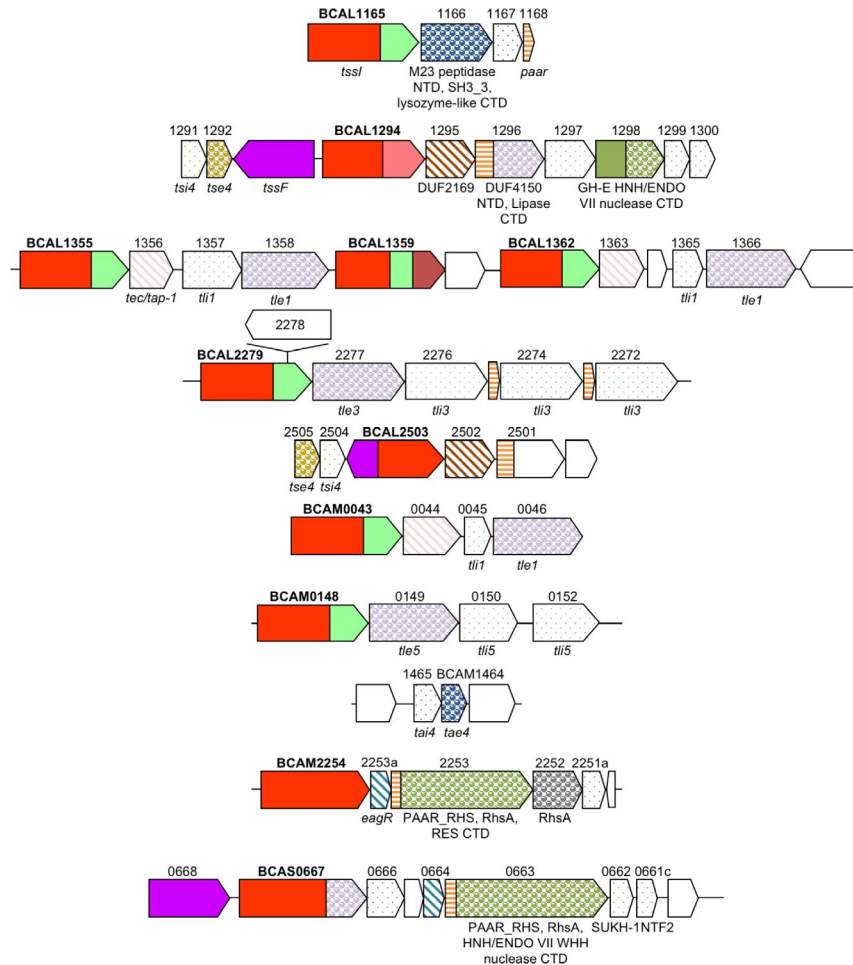 BCAL1165 1166 1167 1168
tssI M23 peptidase paar
NTD, SH3_3,
lysozyme-like CTD
1291 1292 BCAL1294 1295 1296 1297 1298 1299 1300
tsi4 tse4 tssF DUF2169 DUF4150 GH-E HNH/ENDO
NTD, Lipase VII nuclease CTD
CTD
BCAL1355 1356 1357 1358 BCAL1359 BCAL1362 1363 1365 1366
tec/tap-1 tli1 tle1 tli1 tle1
2278
BCAL2279 2277 2276 2274 2272
tle3 tli3 tli3 tli3
2505 2504 BCAL2503 2502 2501
tse4 tsi4
BCAM0043 0044 0045 0046
tli1 tle1
BCAM0148 0149 0150 0152
tle5 tli5 tli5
1465 BCAM1464
tai4 tae4
BCAM2254 2253a 2253 2252 2251a
eagR PAAR_RHS, RhsA, RhsA
RES CTD
0668 BCAS0667 0666 0664 0663 0662 0661c
PAAR_RHS, RhsA, SUKH-1NTF2
HNH/ENDO VII WHH
nuclease CTD